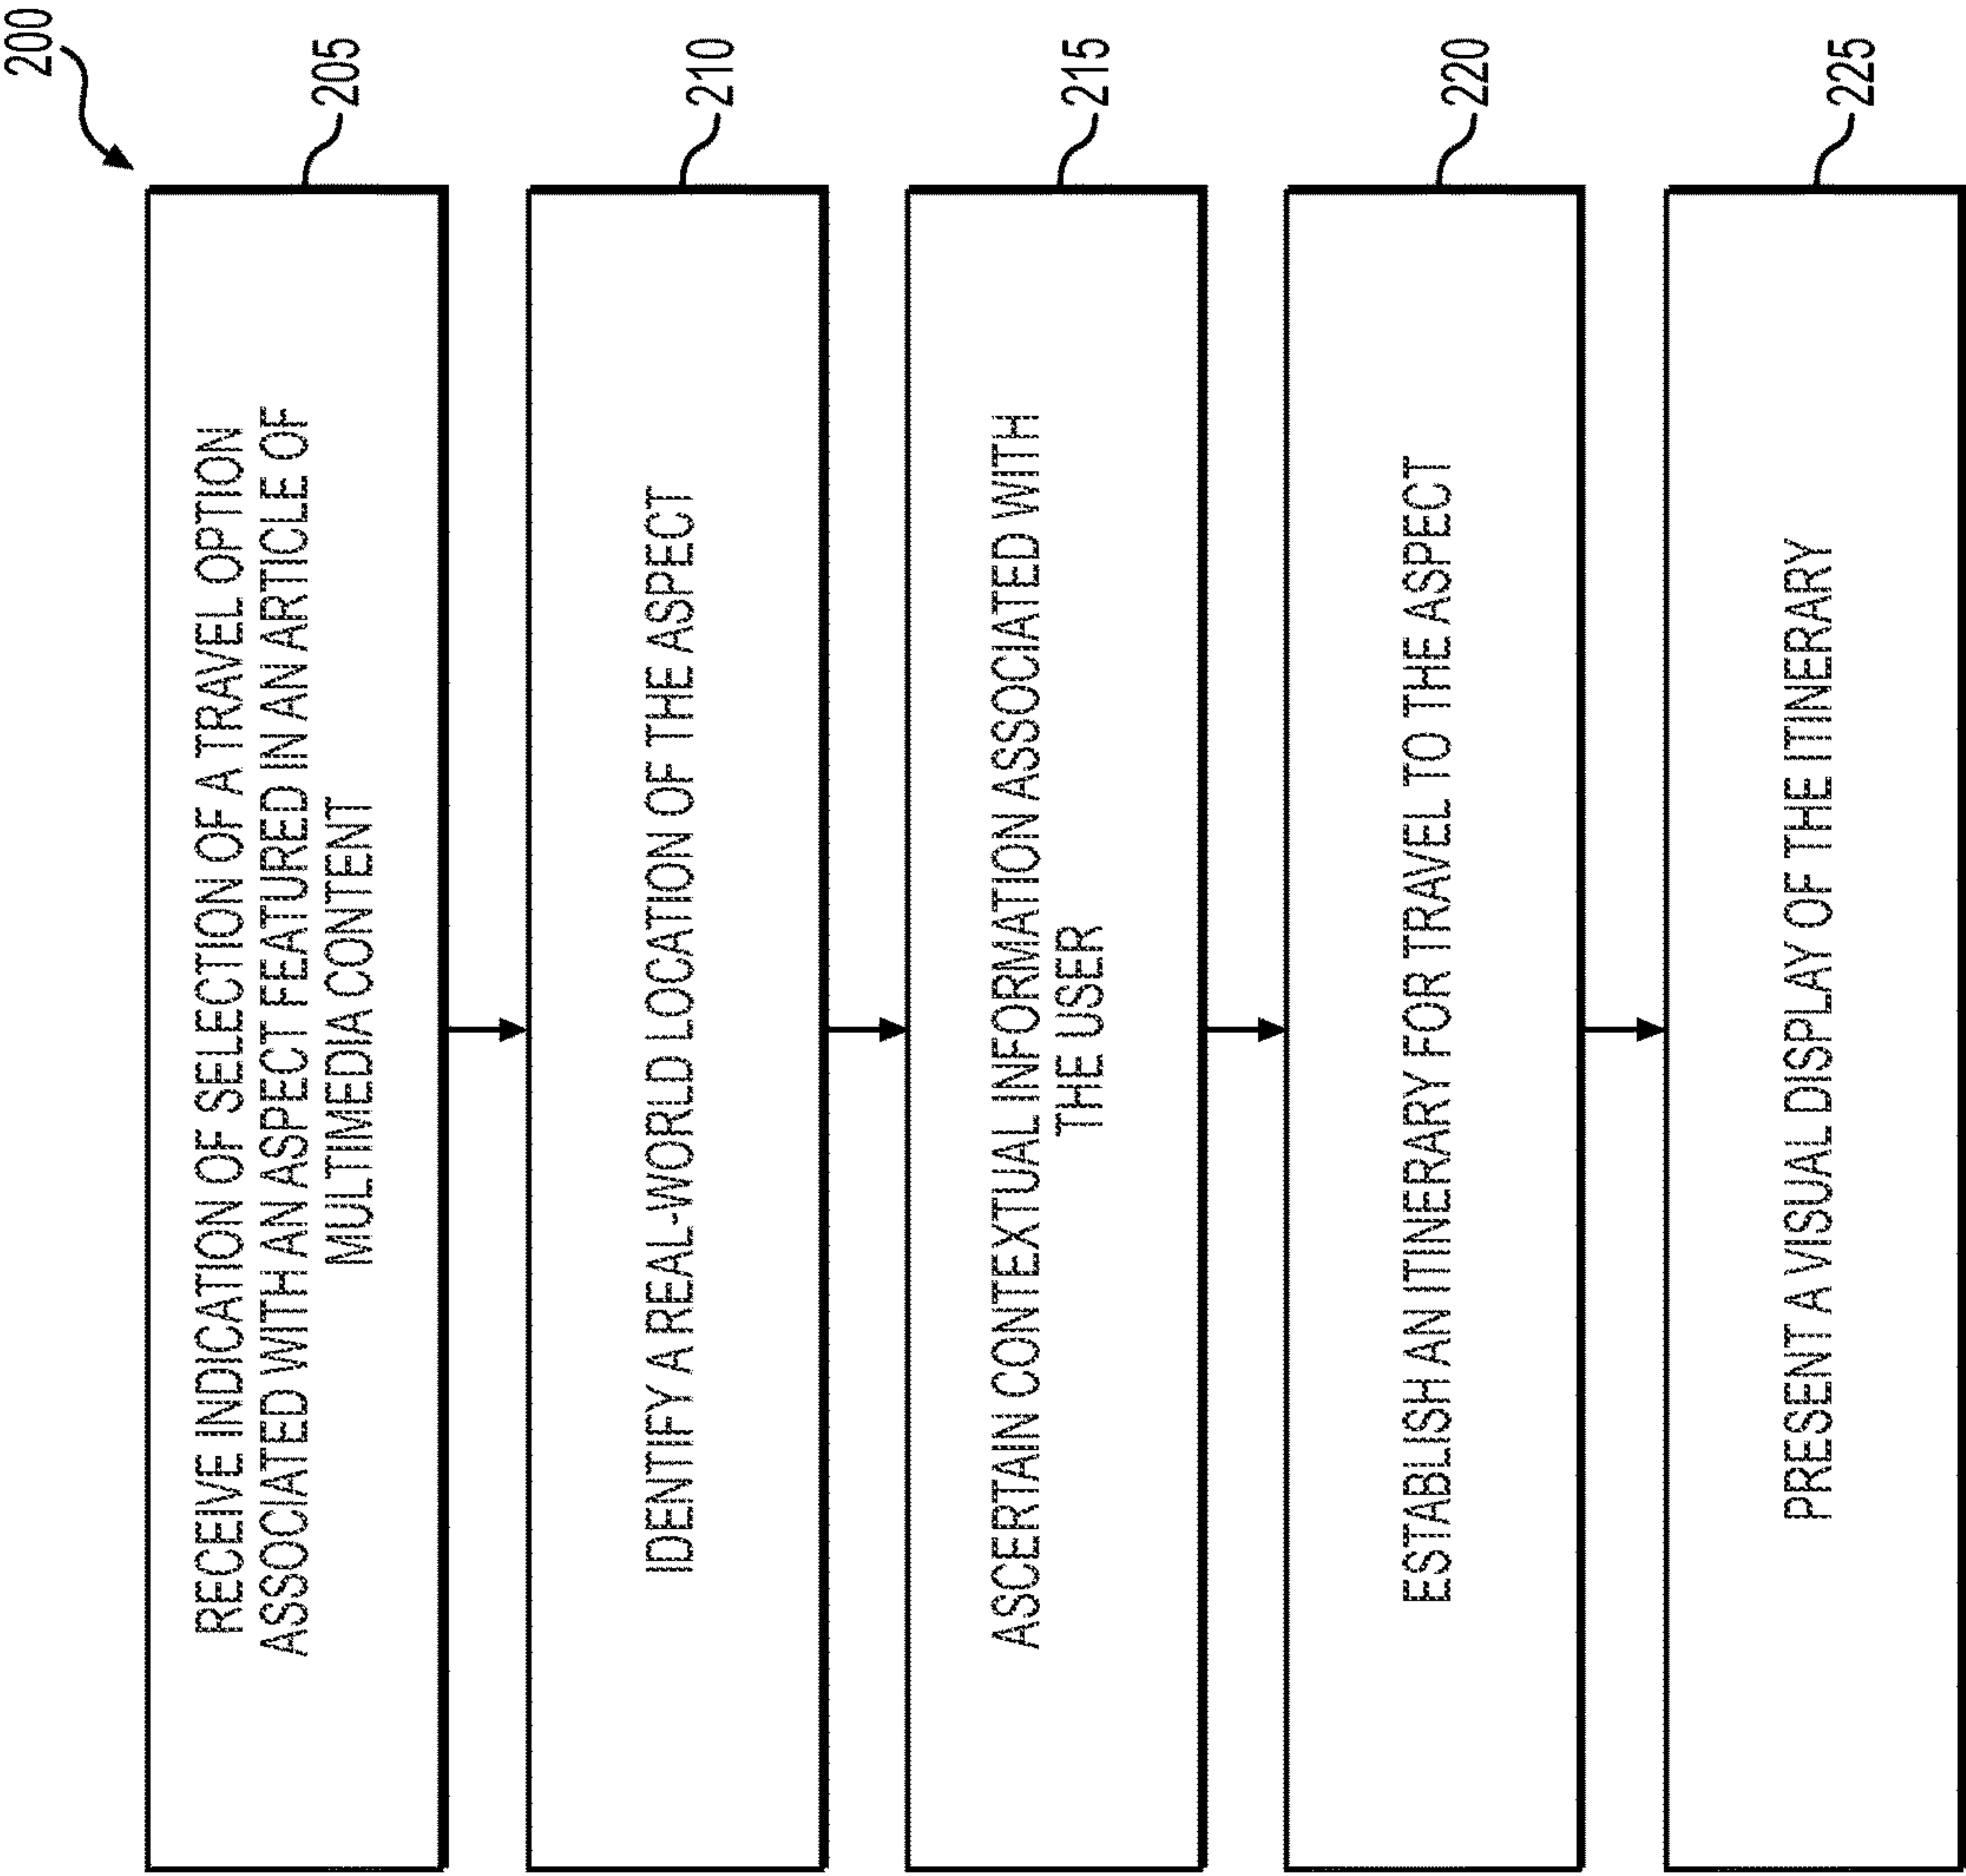 200
RECEIVE INDICATION OF SELECTION OF A TRAVEL OPTION
ASSOCIATED WITH AN ASPECT FEATURED IN AN ARTICLE OF
MULTIMEDIA CONTENT
205
IDENTIFY A REAL-WORLD LOCATION OF THE ASPECT
210
ASCERTAIN CONTEXTUAL INFORMATION ASSOCIATED WITH
THE USER
215
ESTABLISH AN ITINERARY FOR TRAVEL TO THE ASPECT
220
PRESENT A VISUAL DISPLAY OF THE ITINERARY
225